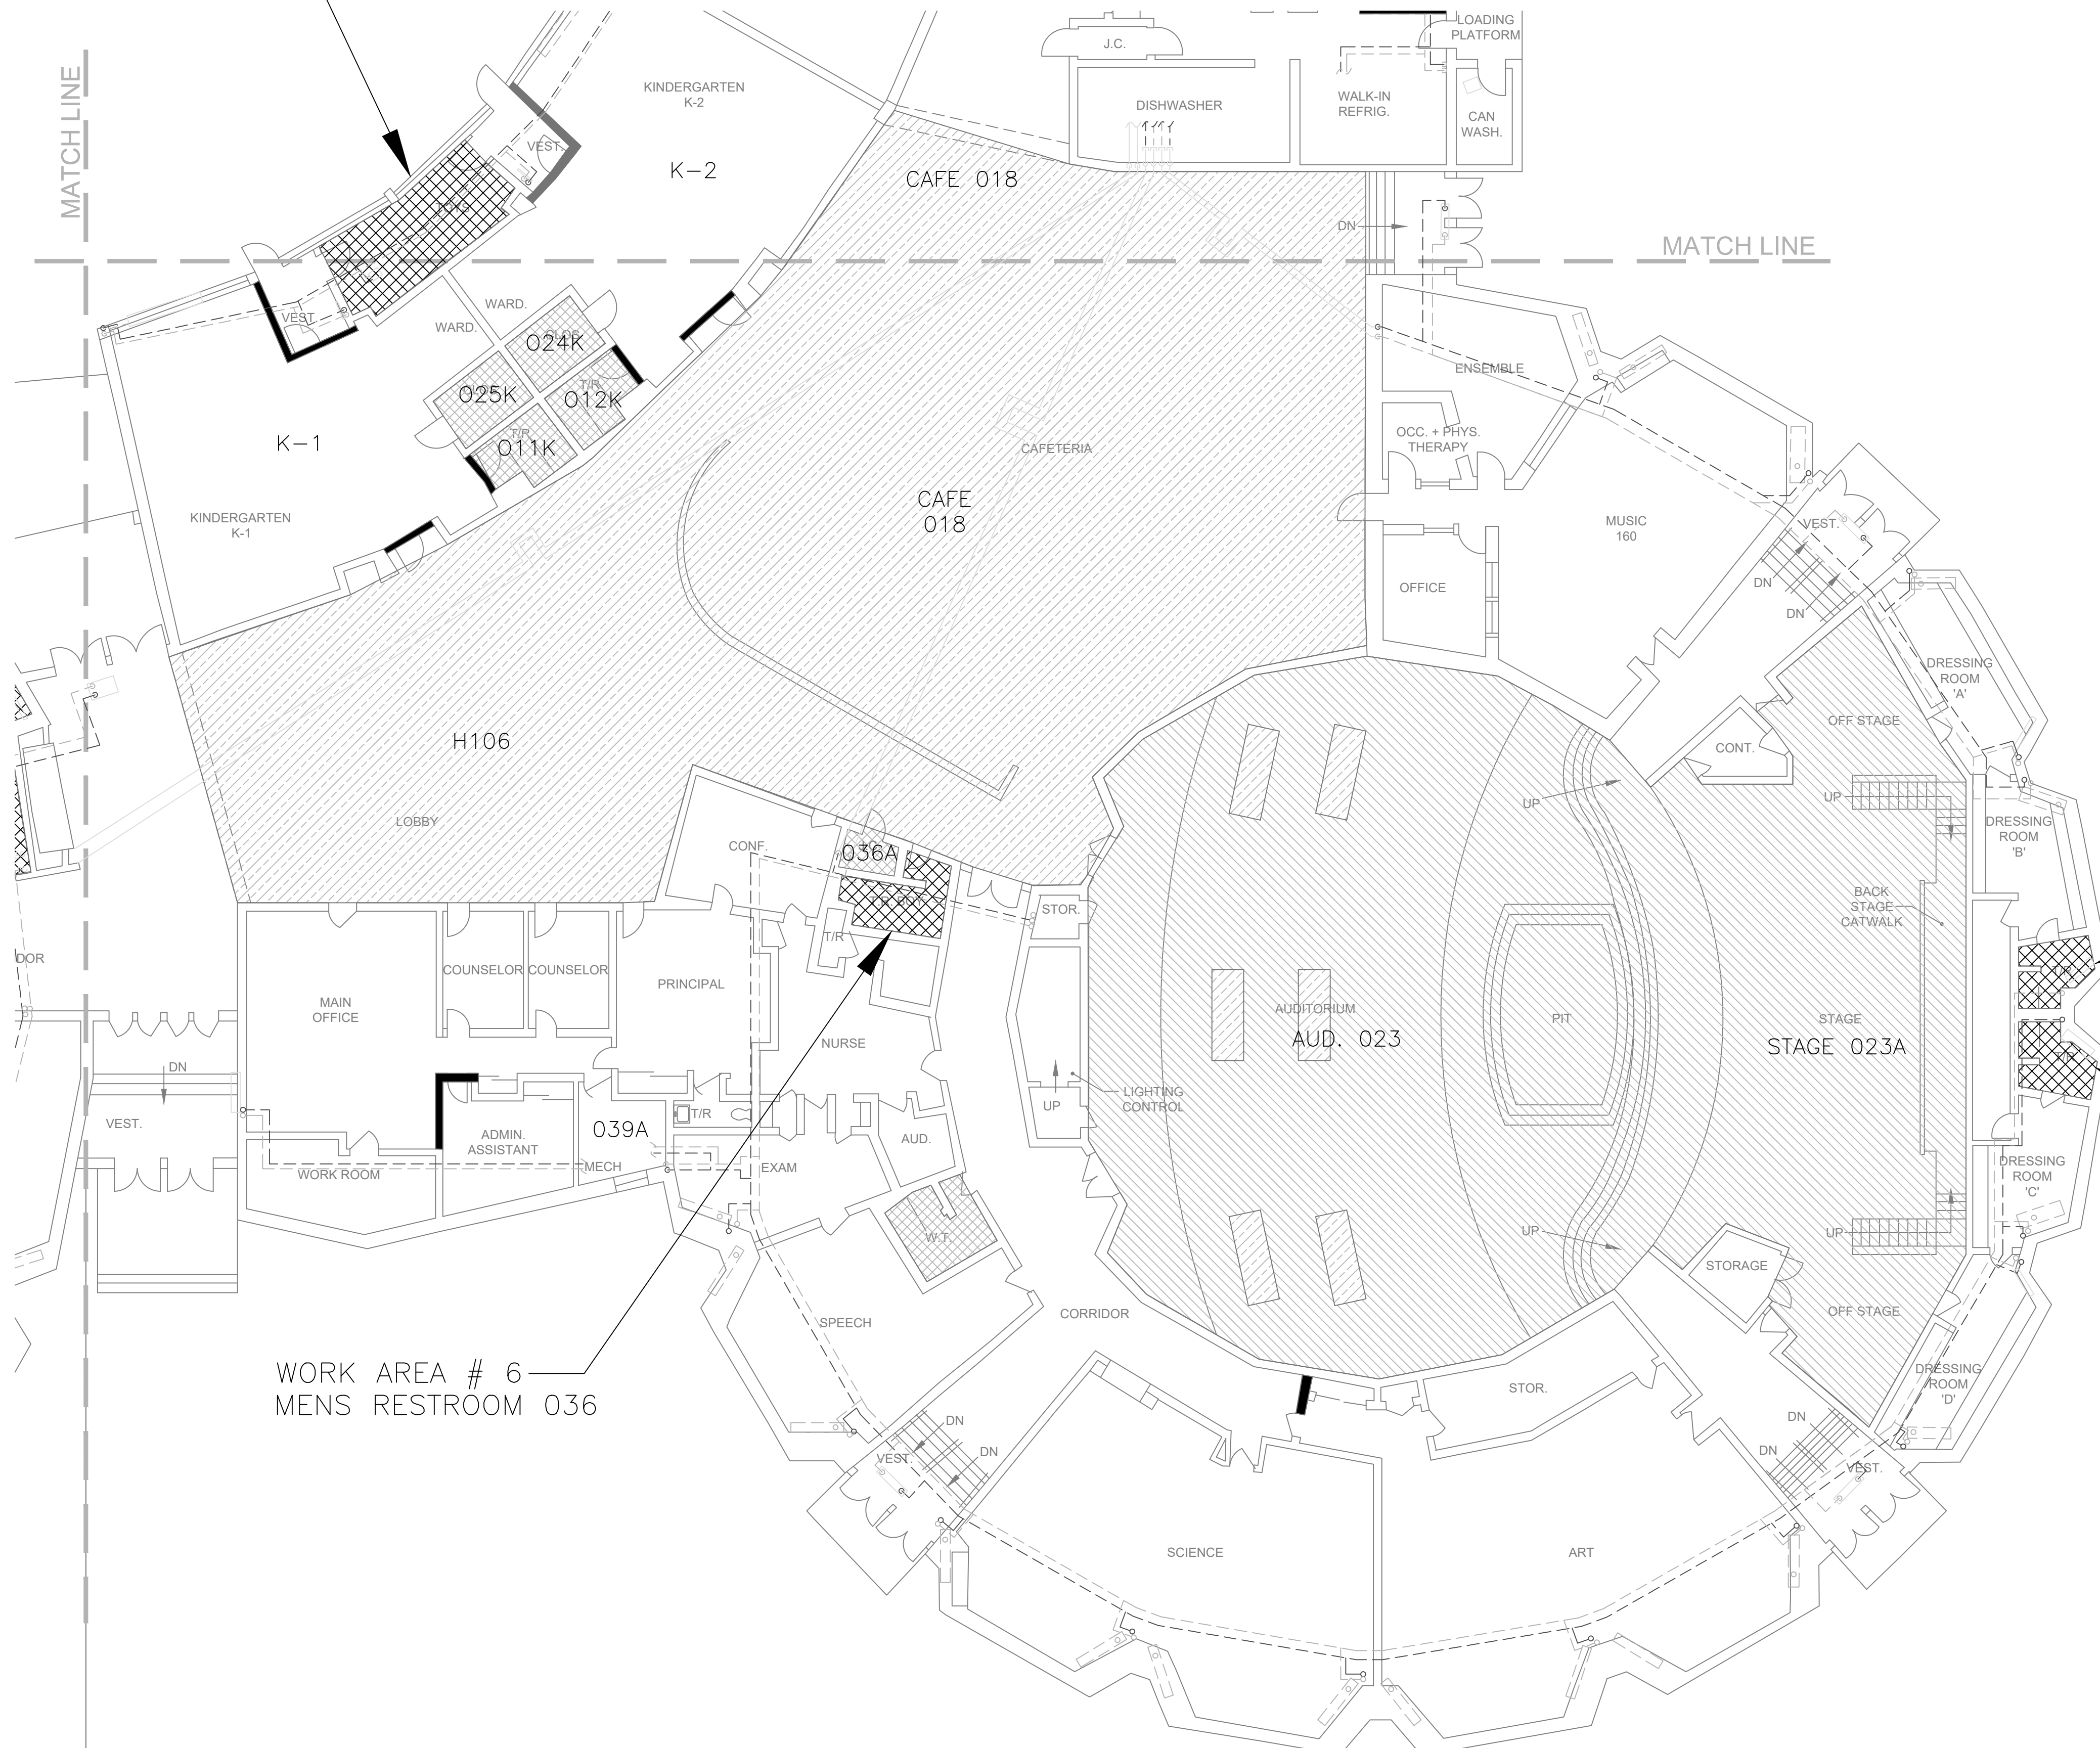 LOADING
PLATFORM
J.C.
MATCH LINE
KINDERGARTEN
K-2
DISHWASHER
WALK-IN
REFRIG.
CAN
WASH.
VEST.
K-2
CAFE 018
TOYS
DN
MATCH LINE
WARD.
WARD.
VEST.
024K
ENSEMBLE
025K
T/R
012K
T/R
011K
K-1
OCC. + PHYS.
THERAPY
CAFETERIA
CAFE
018
KINDERGARTEN
K-1
MUSIC
160
VEST.
DN
DN
OFFICE
DRESSING
ROOM
'A'
OFF STAGE
H106
CONT.
LOBBY
UP
UP
DRESSING
ROOM
'B'
CONF.
036A
T.R. BOY
BACK
STAGE
CATWALK
STOR.
T/R
DOR
COUNSELOR
COUNSELOR
PRINCIPAL
T/R
MAIN
OFFICE
AUDITORIUM
AUD. 023
PIT
STAGE
STAGE 023A
NURSE
T/R
DN
LIGHTING
CONTROL
UP
VEST.
T/R
039A
ADMIN.
ASSISTANT
AUD.
MECH
EXAM
WORK ROOM
DRESSING
ROOM
'C'
W.T.
UP
UP
STORAGE
OFF STAGE
CORRIDOR
SPEECH
WORK AREA # 6
MENS RESTROOM 036
DRESSING
ROOM
'D'
STOR.
DN
DN
DN
DN
VEST.
VEST.
SCIENCE
ART